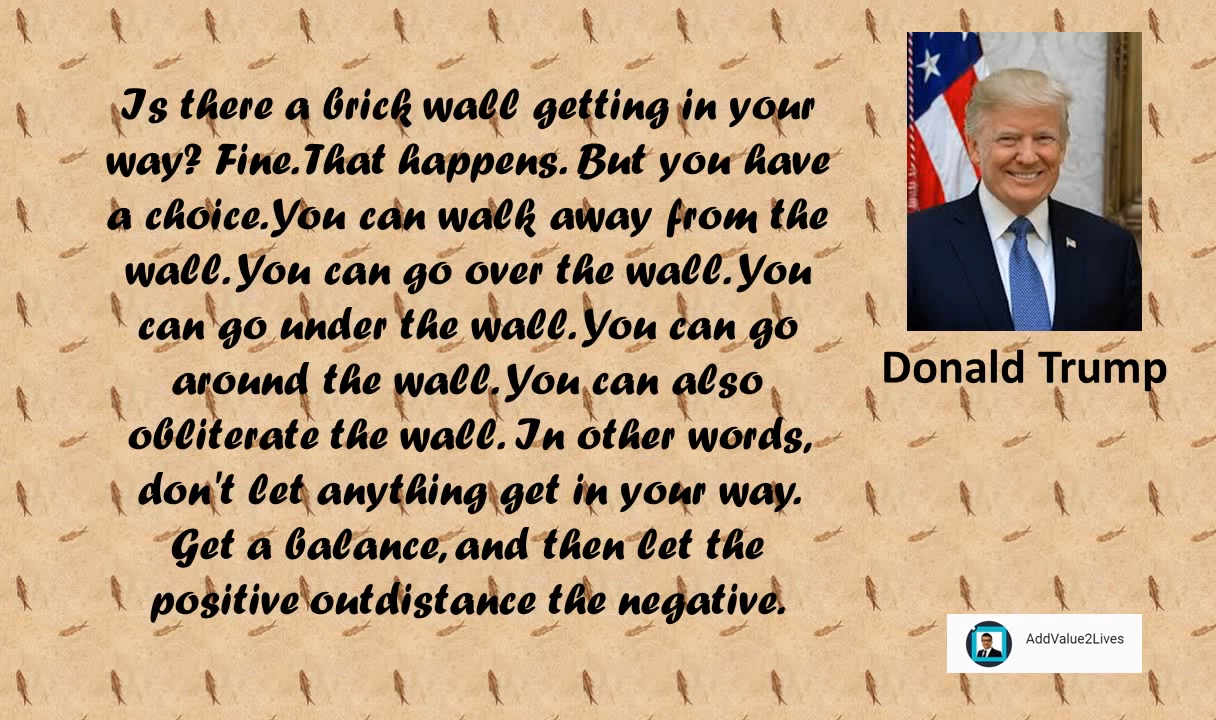 Is there a brick wall getting in your
way? Fine. That happens. But you have
a choice. You can walk away from the
wall. You can go over the wall. You
can go under the wall. You can go
around the wall. You can also
obliterate the wall. In other words,
don't let anything get in your way.
Get a balance, and then let the
positive outdistance the negative.
Donald Trump
AddValue2Lives